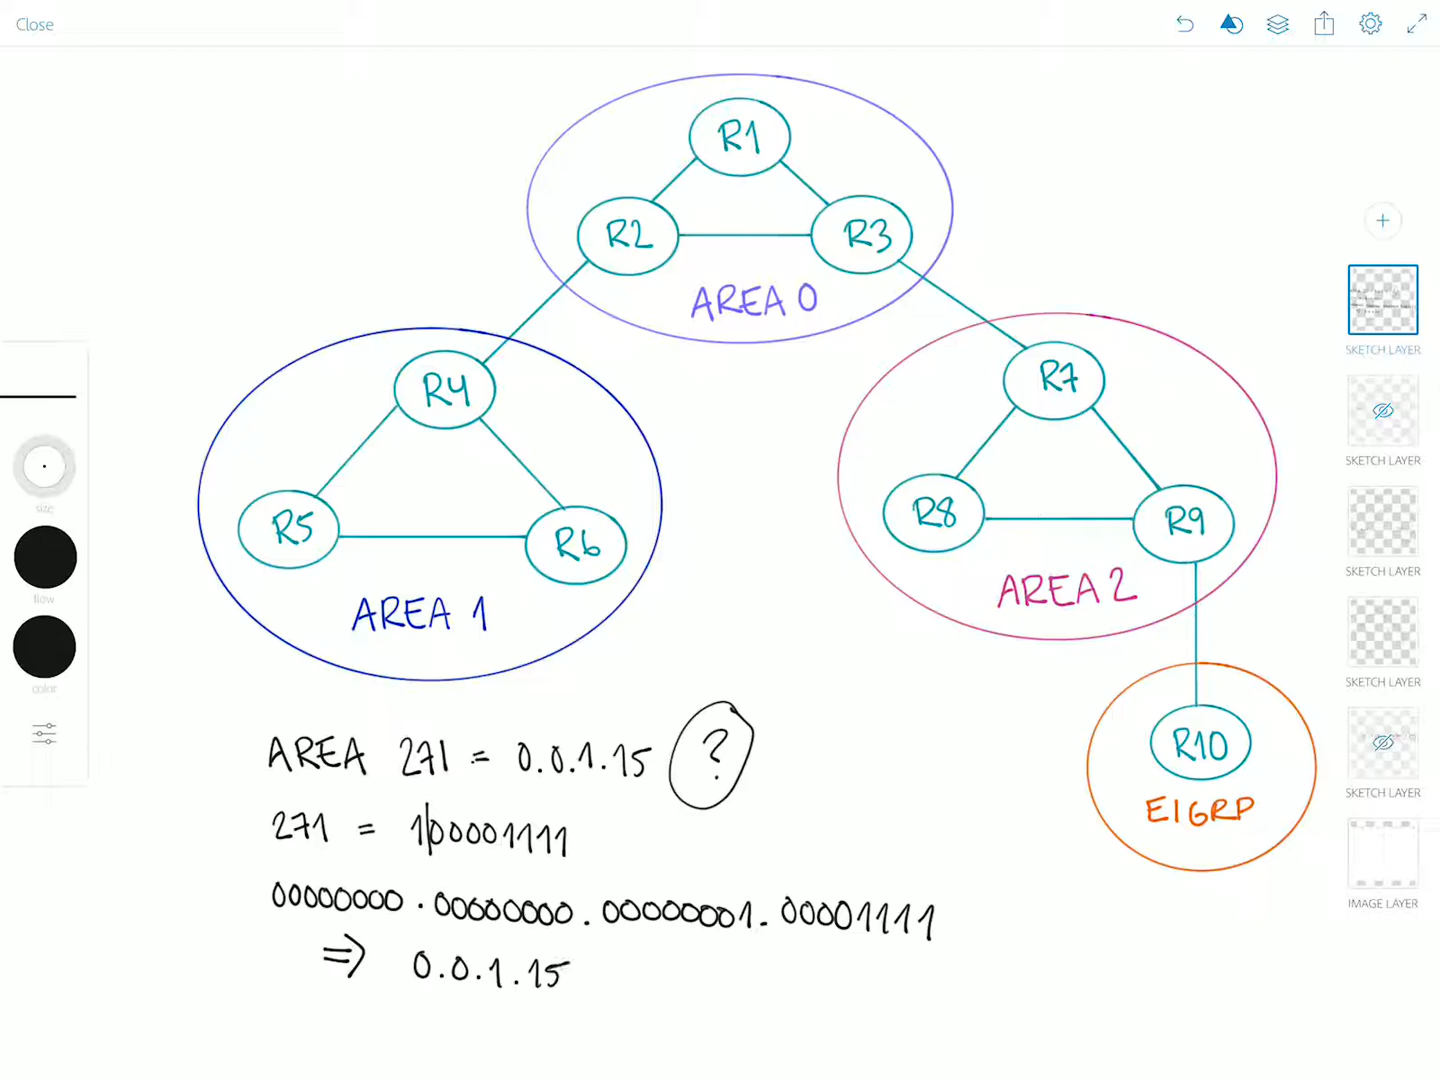 Close
R1
R2
R3
AREA 0
R4
R7
R5
R6
R8
R9
AREA 1
AREA 2
R10
EIGRP
AREA 271 = 0.0.1.15 ?
271 = 1|00001111
00000000.00000000.00000001.00001111
⇒ 0.0.1.15
size
flow
color
SKETCH LAYER
SKETCH LAYER
SKETCH LAYER
SKETCH LAYER
SKETCH LAYER
IMAGE LAYER